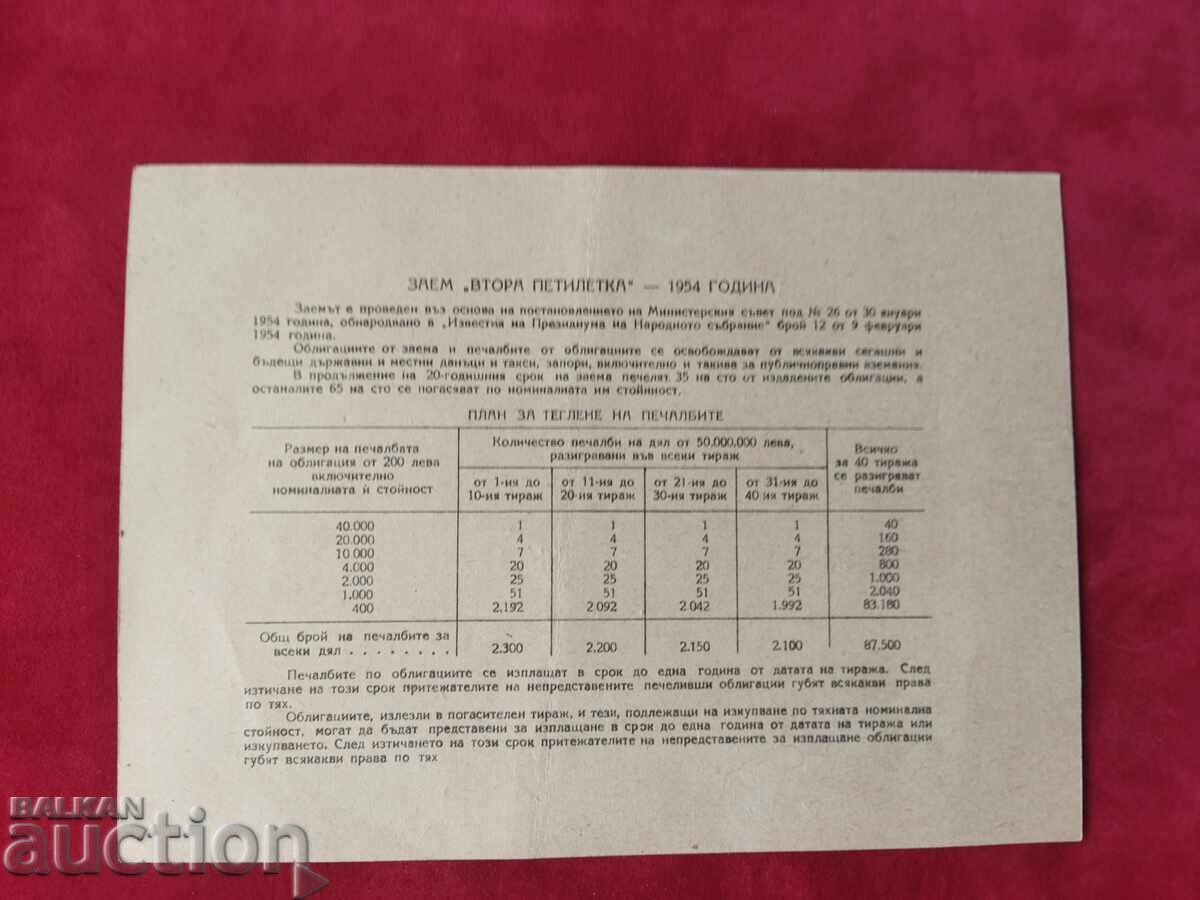 ЗАЕМ „ВТОРА ПЕТИЛЕТКА“ — 1954 ГОДИНА
Заемът е проведен въз основа на постановлението на Министерския съвет под № 26 от 30 януари
1954 година, обнародвано в „Известия на Президиума на Народното събрание“ брой 12 от 9 февруари
1954 година.
Облигациите от заема и печалбите от облигациите се освобождават от всякакви сегашни и
бъдещи държавни и местни данъци и такси, запори, включително и такива за публичноправни вземания.
В продължение на 20-годишния срок на заема печелят 35 на сто от издадените облигации, а
останалите 65 на сто се погасяват по номиналната им стойност.
ПЛАН ЗА ТЕГЛЕНЕ НА ПЕЧАЛБИТЕ
Размер на печалбата
на облигация от 200 лева
включително
номиналната ѝ стойност
Количество печалби на дял от 50,000,000 лева,
разигравани във всеки тираж
Всичко
за 40 тиража
се разиграват
печалби
от 1-ия до
10-ия тираж
от 11-ия до
20-ия тираж
от 21-ия до
30-ия тираж
от 31-ия до
40-ия тираж
40.000 1 1 1 1 40
20.000 4 4 4 4 160
10 000 7 7 7 7 280
4.000 20 20 20 20 800
2.000 25 25 25 25 1.000
1.000 51 51 51 51 2.040
400 2.192 2 092 2 042 1.992 83.180
Общ брой на печалбите за
всеки дял . . . . . . . . 2.300 2.200 2.150 2.100 87.500
Печалбите по облигациите се изплащат в срок до една година от датата на тиража. След
изтичане на този срок притежателите на непредставените печеливши облигации губят всякакви права
по тях.
Облигациите, излезли в погасителен тираж, и тези, подлежащи на изкупване по тяхната номинална
стойност, могат да бъдат представени за изплащане в срок до една година от датата на тиража или
изкупването. След изтичането на този срок притежателите на непредставените за изплащане облигации
губят всякакви права по тях
BALKAN
auction